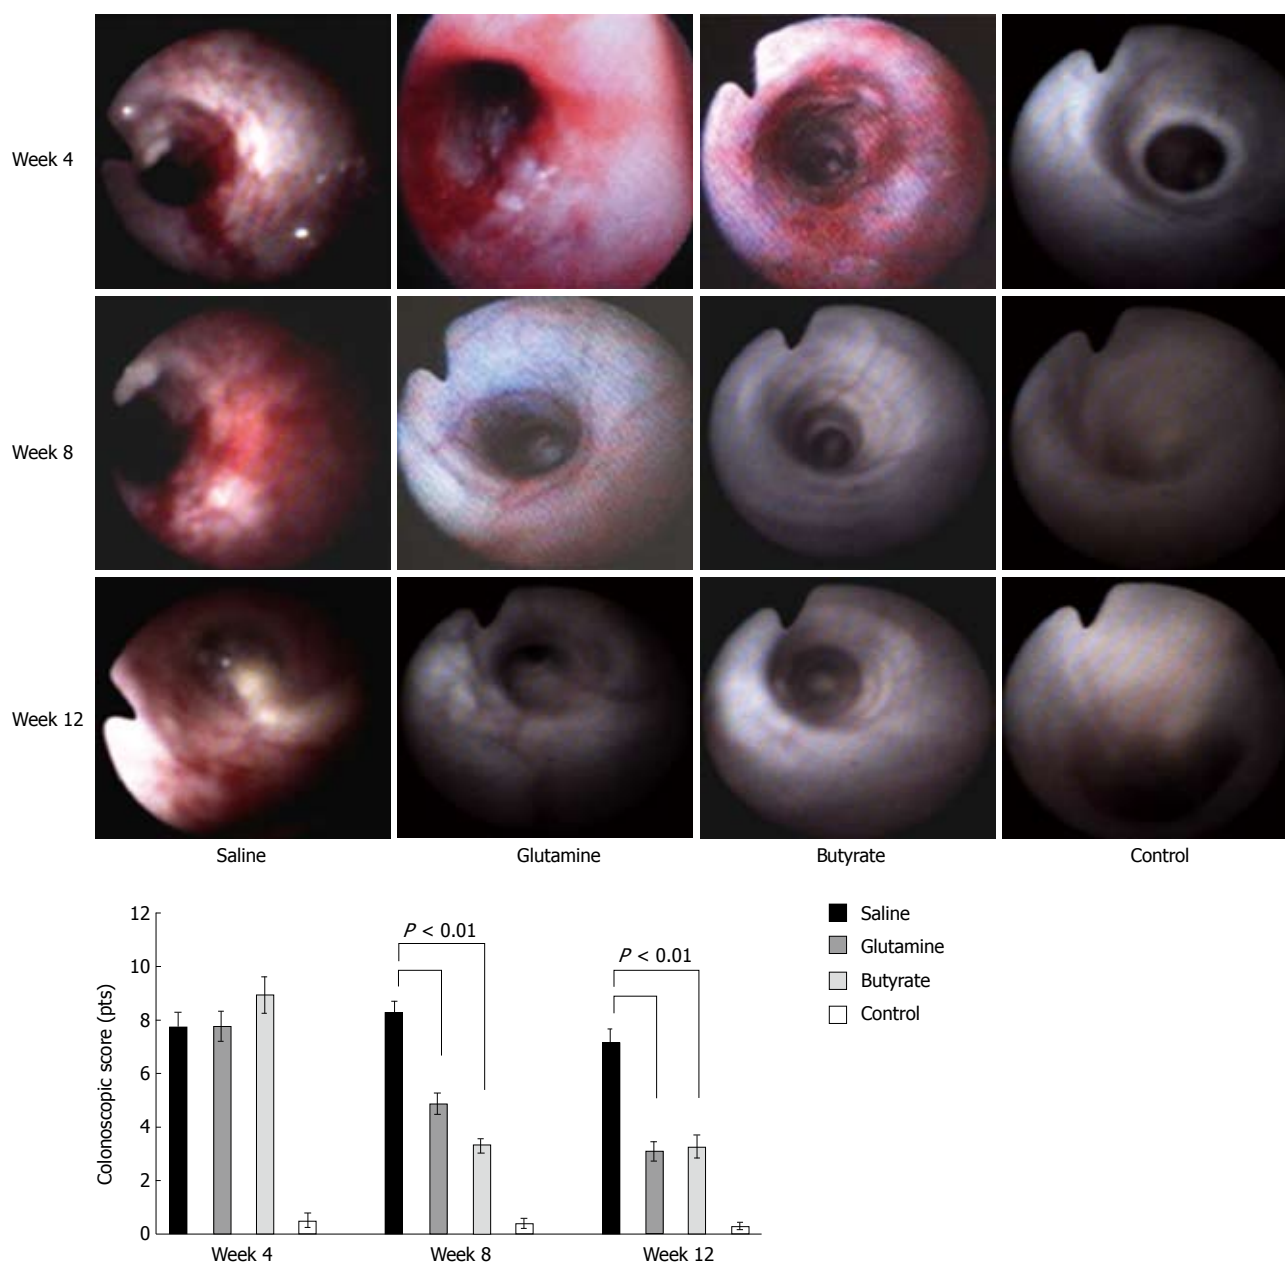 Week 4
Week 8
Week 12
Saline
Glutamine
Butyrate
Control
12
10
8
6
4
2
0
Colonoscopic score (pts)
P < 0.01
P < 0.01
Week 4
Week 8
Week 12
Saline
Glutamine
Butyrate
Control